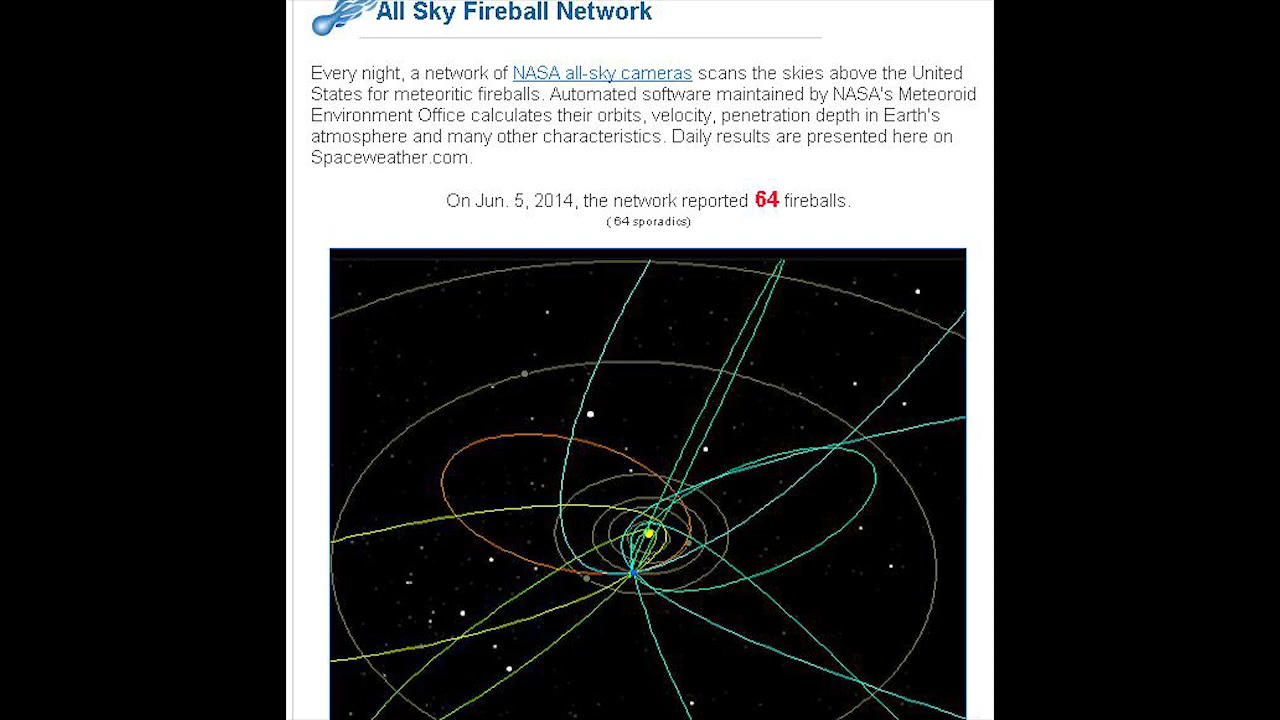 All Sky Fireball Network
Every night, a network of NASA all-sky cameras scans the skies above the United
States for meteoritic fireballs. Automated software maintained by NASA's Meteoroid
Environment Office calculates their orbits, velocity, penetration depth in Earth's
atmosphere and many other characteristics. Daily results are presented here on
Spaceweather.com.
On Jun. 5, 2014, the network reported 64 fireballs.
(64 sporadics)